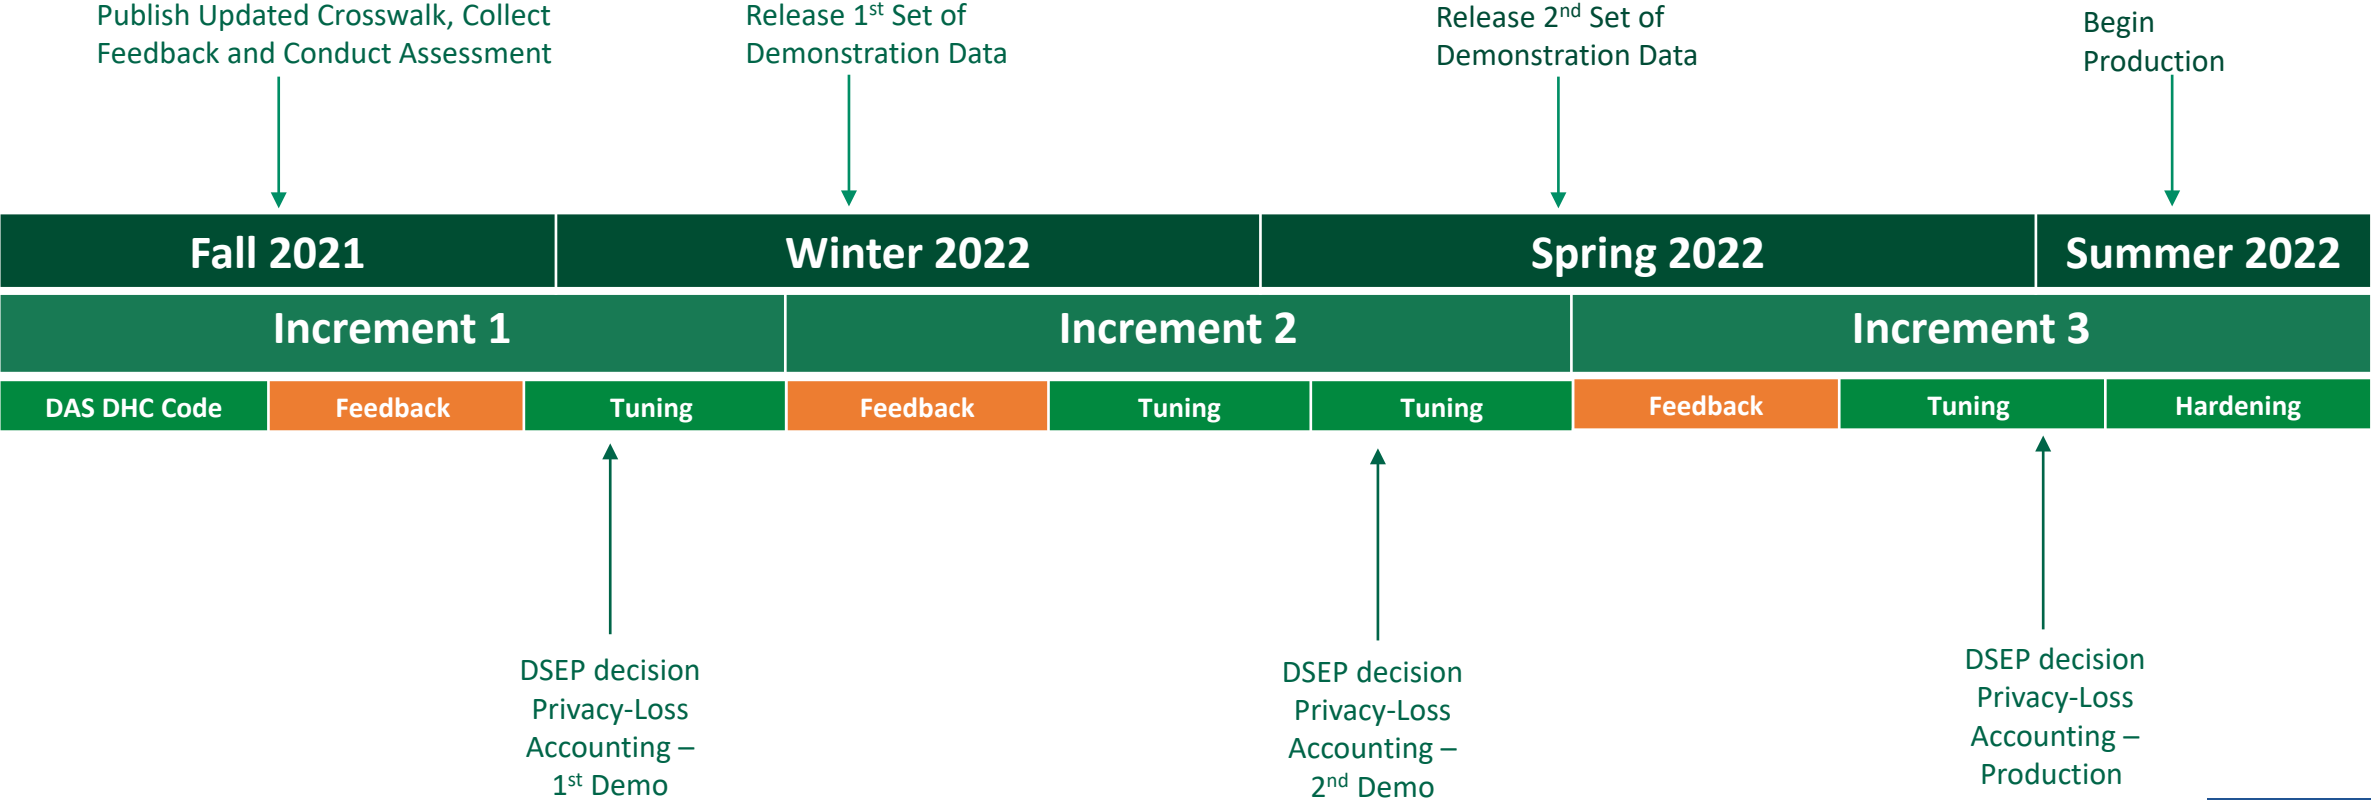 Publish Updated Crosswalk, Collect
Feedback and Conduct Assessment
Release 1st Set of
Demonstration Data
Release 2nd Set of
Demonstration Data
Begin
Production
Fall 2021
Winter 2022
Spring 2022
Summer 2022
Increment 1
Increment 2
Increment 3
DAS DHC Code
Feedback
Tuning
Feedback
Tuning
Tuning
Feedback
Tuning
Hardening
DSEP decision
Privacy-Loss
Accounting –
1st Demo
DSEP decision
Privacy-Loss
Accounting –
2nd Demo
DSEP decision
Privacy-Loss
Accounting –
Production